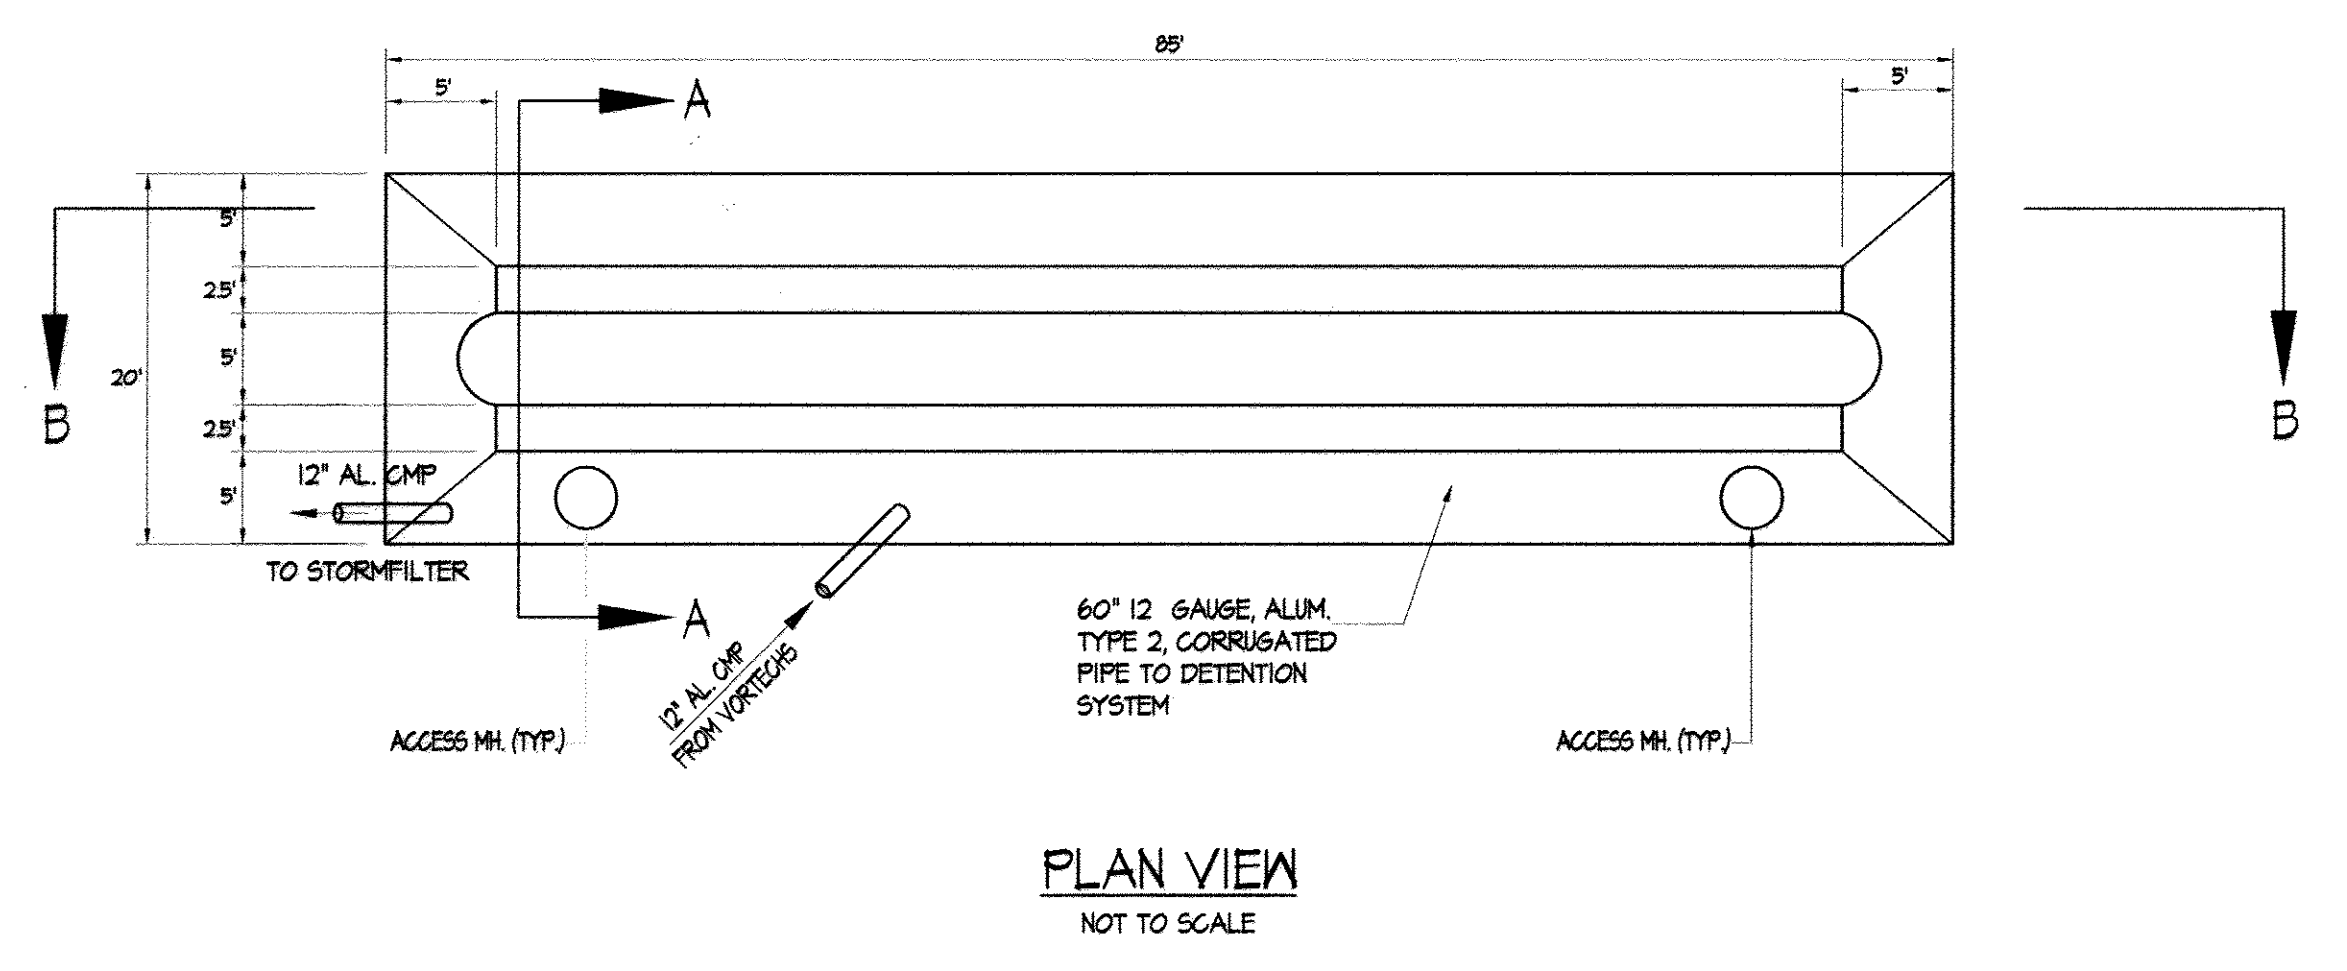 85'
5'
5'
A
5'
2.5'
5'
20'
2.5'
5'
B
B
12" AL. CMP
TO STORMFILTER
A
12" AL. CMP
FROM VORTECHS
60" 12 GAUGE, ALUM.
TYPE 2, CORRUGATED
PIPE TO DETENTION
SYSTEM
ACCESS MH. (TYP.)
ACCESS MH. (TYP.)
PLAN VIEW
NOT TO SCALE